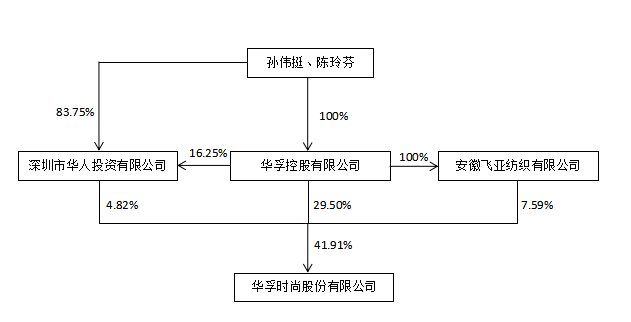 孙伟挺、陈玲芬
83.75%
100%
深圳市华人投资有限公司
16.25%
华孚控股有限公司
100%
安徽飞亚纺织有限公司
4.82%
29.50%
7.59%
41.91%
华孚时尚股份有限公司